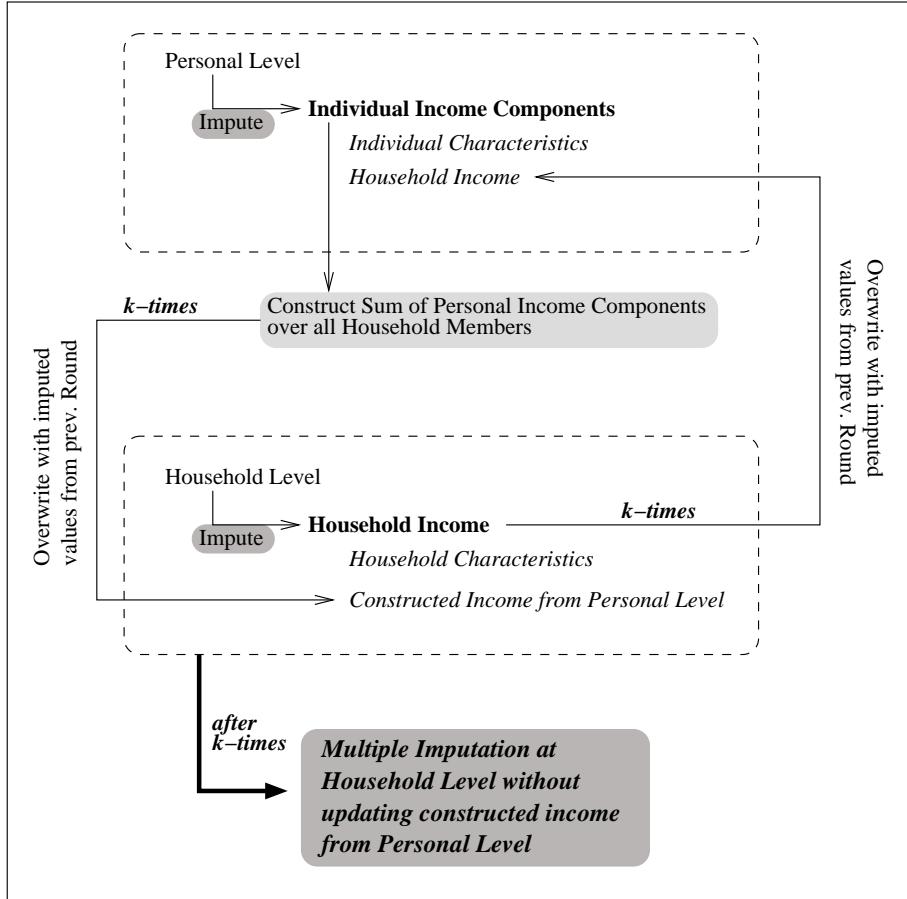 Personal Level
Impute
Individual Income Components
Individual Characteristics
Household Income
k–times
Construct Sum of Personal Income Components
over all Household Members
Overwrite with imputed
values from prev. Round
Overwrite with imputed
values from prev. Round
Household Level
Impute
Household Income
k–times
Household Characteristics
Constructed Income from Personal Level
after
k–times
Multiple Imputation at
Household Level without
updating constructed income
from Personal Level